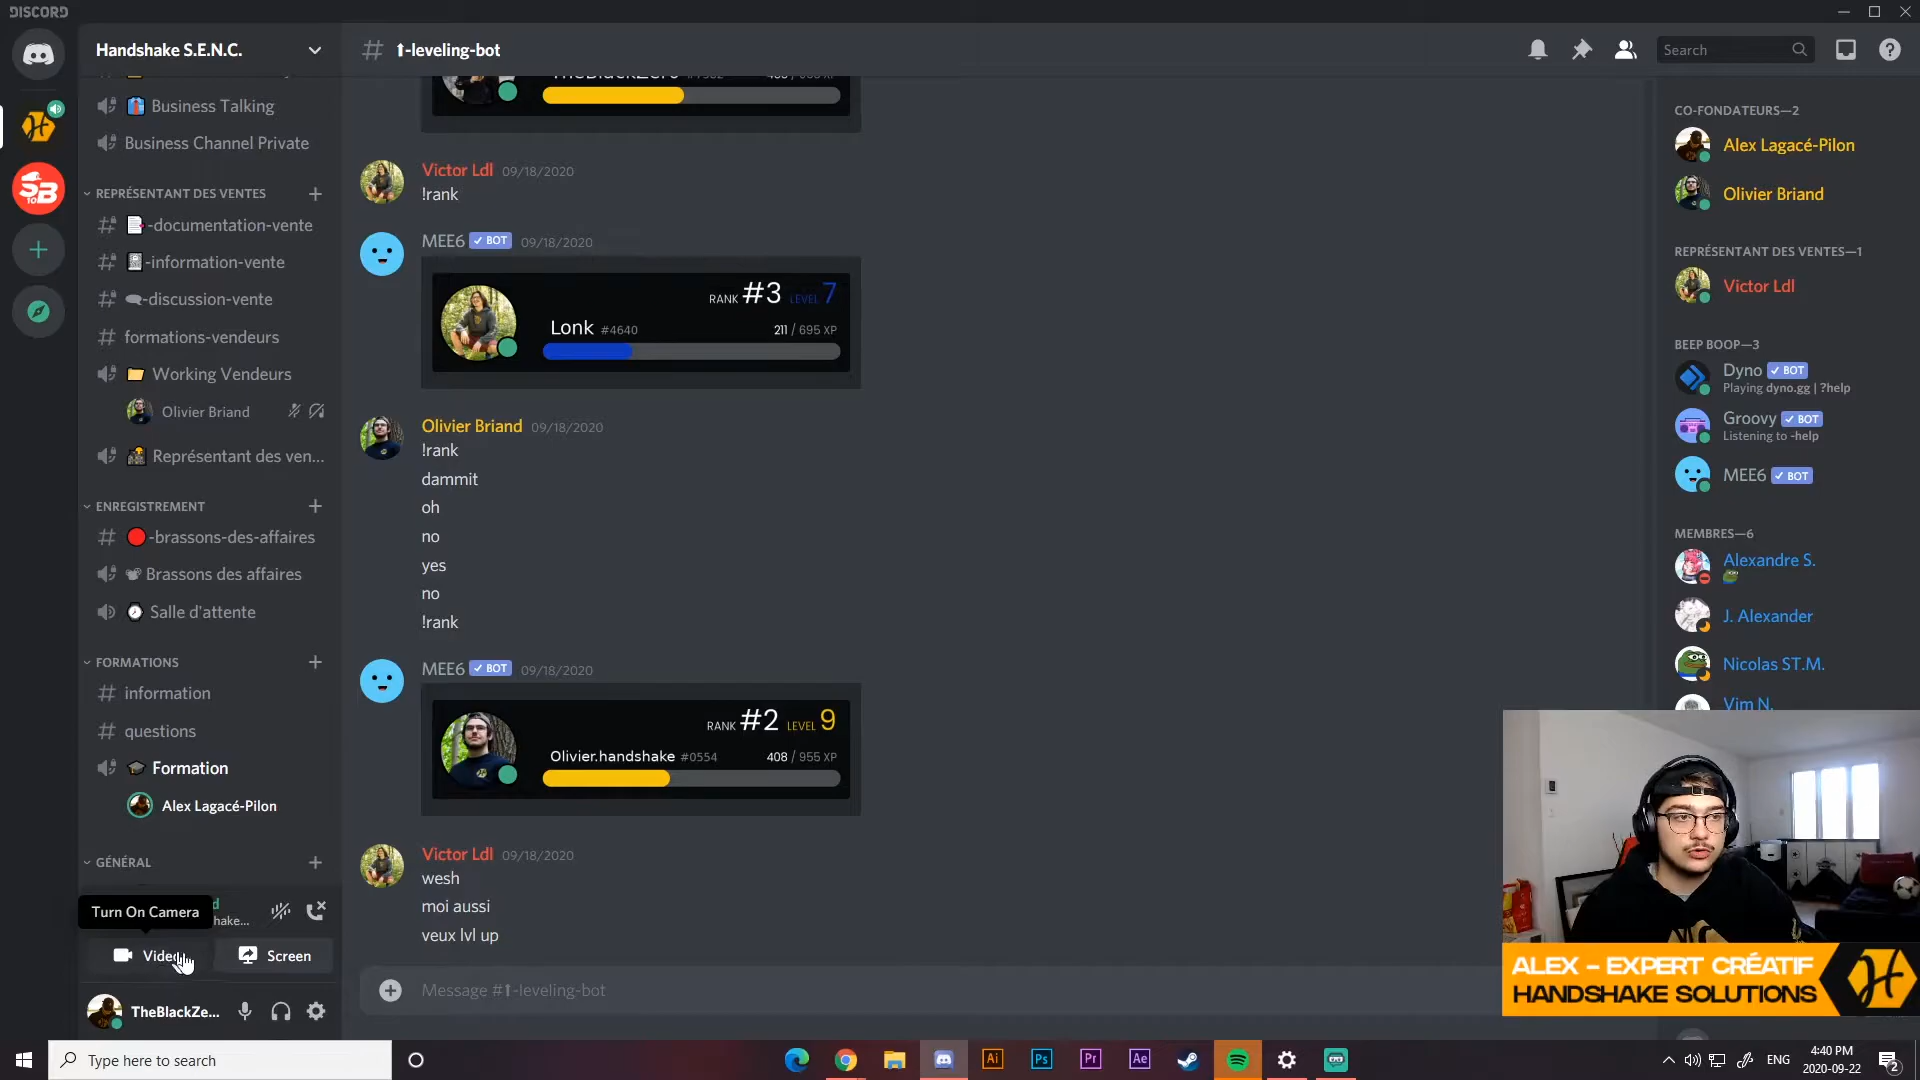 DISCORD
Handshake S.E.N.C.
Business Talking
Business Channel Private
REPRÉSENTANT DES VENTES
-documentation-vente
-information-vente
-discussion-vente
formations-vendeurs
Working Vendeurs
Olivier Briand
Représentant des ven...
ENREGISTREMENT
-brassons-des-affaires
Brassons des affaires
Salle d'attente
FORMATIONS
information
questions
Formation
Alex Lagacé-Pilon
GÉNÉRAL
Turn On Camera
hake...
Video
Screen
TheBlackZe...
-leveling-bot
Search
TheBlackZero
Victor Ldl 09/18/2020
!rank
MEE6 BOT 09/18/2020
RANK #3 LEVEL 7
Lonk #4640 211 / 695 XP
Olivier Briand 09/18/2020
!rank
dammit
oh
no
yes
no
!rank
MEE6 BOT 09/18/2020
RANK #2 LEVEL 9
Olivier.handshake #0554 408 / 955 XP
Victor Ldl 09/18/2020
wesh
moi aussi
veux lvl up
Message #⬆-leveling-bot
CO-FONDATEURS—2
Alex Lagacé-Pilon
Olivier Briand
REPRÉSENTANT DES VENTES—1
Victor Ldl
BEEP BOOP—3
Dyno BOT
Playing dyno.gg | ?help
Groovy BOT
Listening to -help
MEE6 BOT
MEMBRES—6
Alexandre S.
J. Alexander
Nicolas ST.M.
Vim N.
ALEX - EXPERT CRÉATIF
HANDSHAKE SOLUTIONS
Type here to search
Ai
Ps
Pr
Ae
ENG
4:40 PM
2020-09-22
2